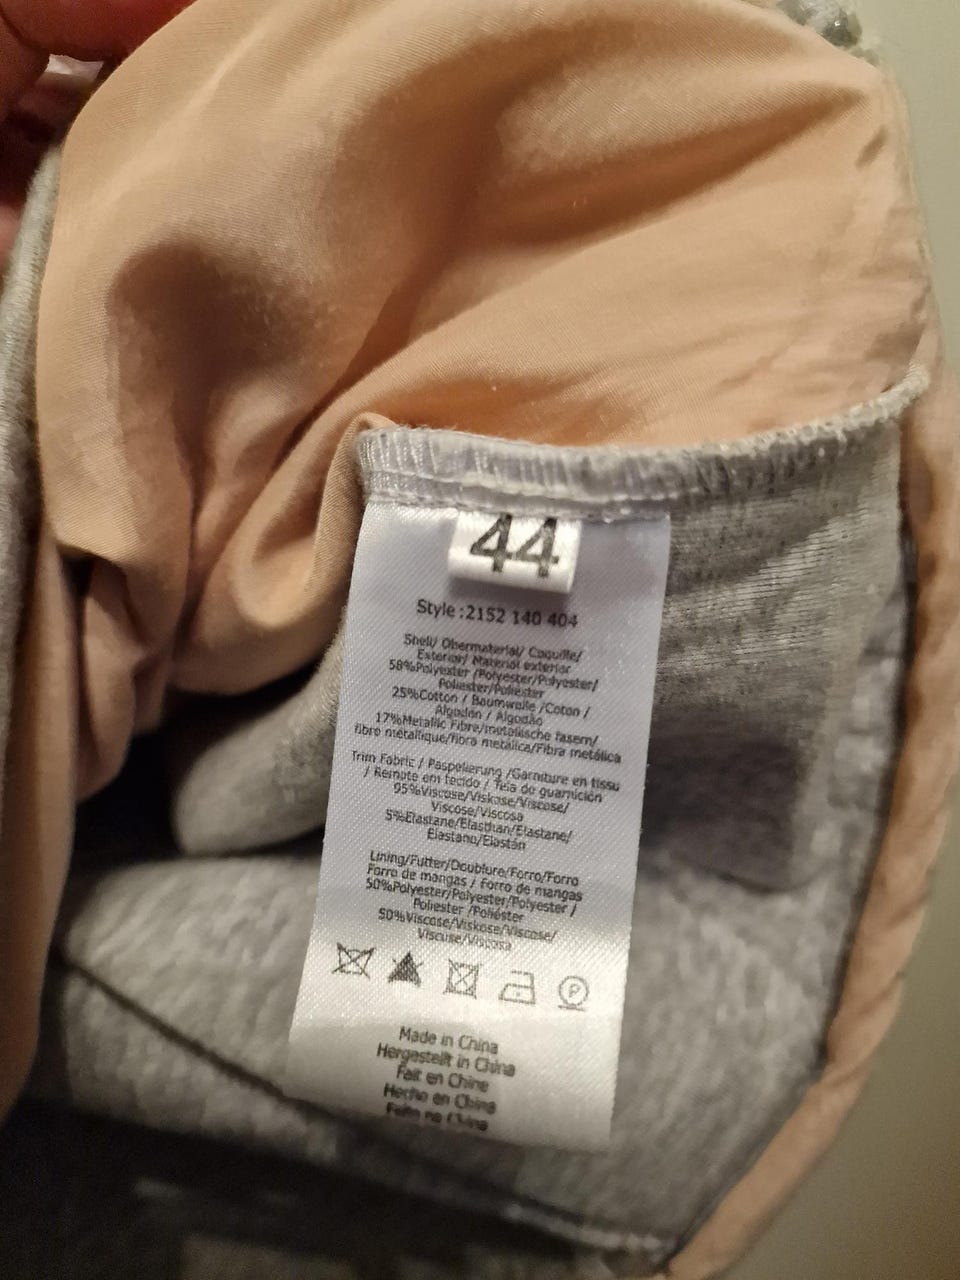 44
Style :2152 140 404
Shell/ Obermaterial/ Coquille/
Exterior/ Material exterior
58%Polyester /Polyester/Polyester/
Poliester/Poliéster
25%Cotton / Baumwolle /Coton /
Algodón / Algodão
17%Metallic Fibre/metallische fasern/
fibre métallique/fibra metálica/Fibra metálica
Trim Fabric / Paspelierung /Garniture en tissu
/ Remate em tecido / Tela de guarnición
95%Viscose/Viskose/Viscose/
Viscose/Viscosa
5%Elastane/Elasthan/Elastane/
Elastano/Elastán
Lining/Futter/Doublure/Forro/Forro
Forro de mangas / Forro de mangas
50%Polyester/Polyester/Polyester /
Poliester /Poliéster
50%Viscose/Viskose/Viscose/
Viscose/Viscosa
P
Made in China
Hergestellt in China
Fait en Chine
Hecho en China
Feito na China